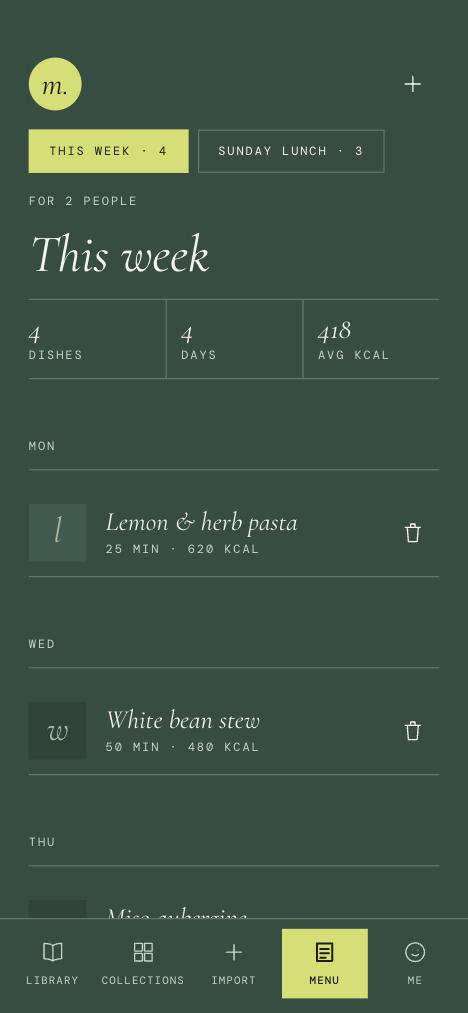 m.
THIS WEEK · 4
SUNDAY LUNCH · 3
FOR 2 PEOPLE
This week
4
DISHES
4
DAYS
418
AVG KCAL
MON
l
Lemon & herb pasta
25 MIN · 620 KCAL
WED
w
White bean stew
50 MIN · 480 KCAL
THU
Miso aubergine
LIBRARY
COLLECTIONS
IMPORT
MENU
ME